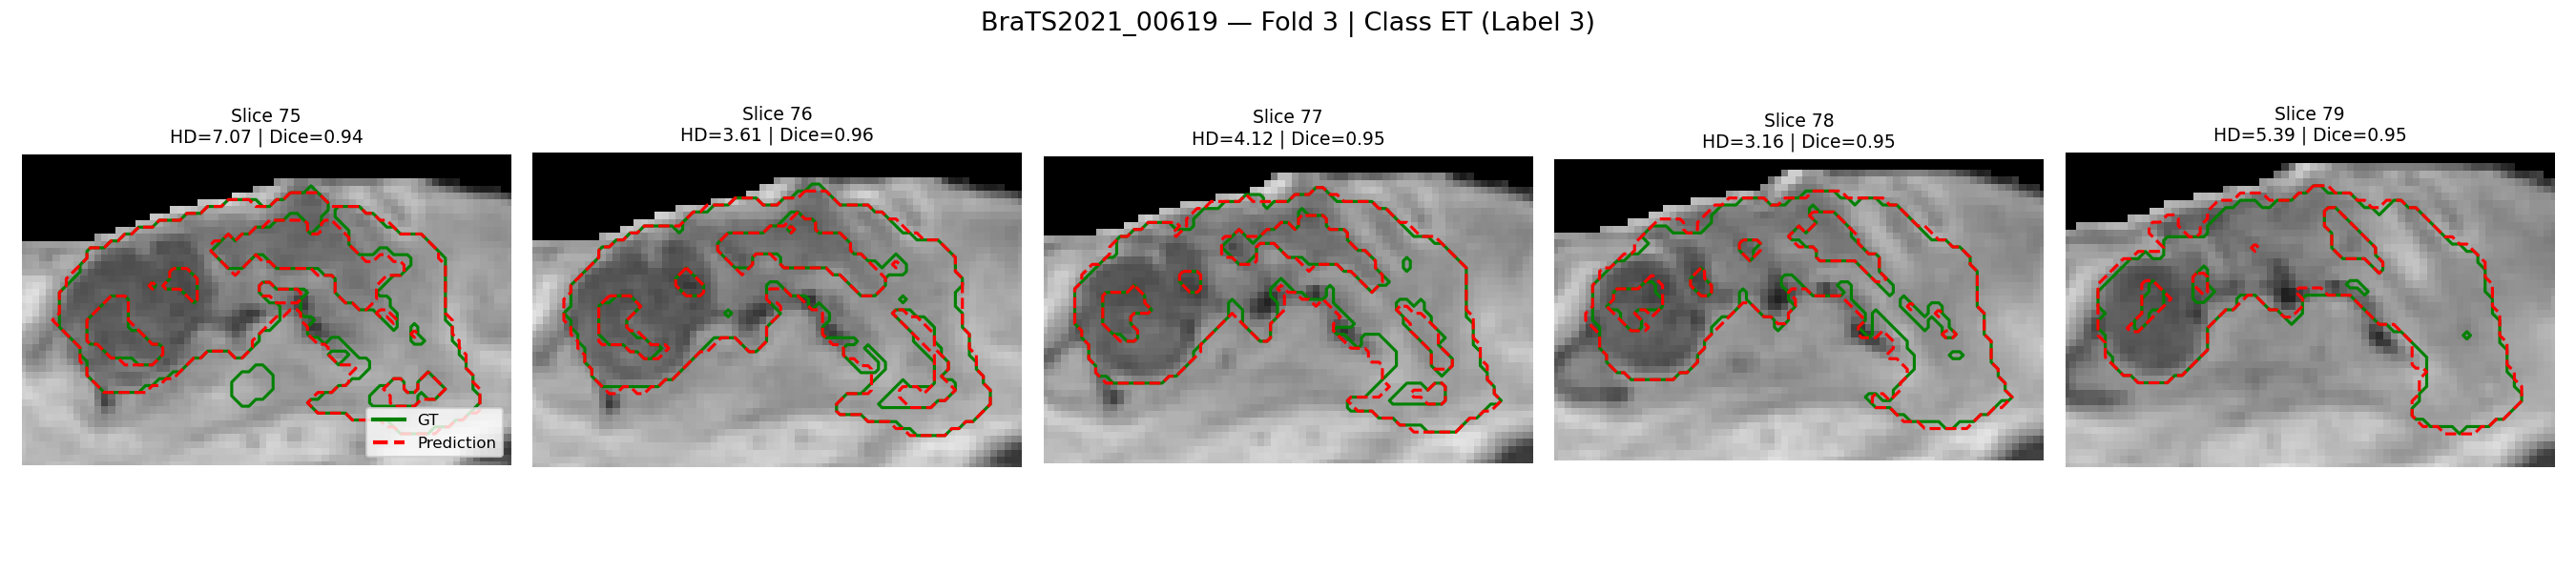 BraTS2021_00619 — Fold 3 | Class ET (Label 3)
Slice 75
HD=7.07 | Dice=0.94
Slice 76
HD=3.61 | Dice=0.96
Slice 77
HD=4.12 | Dice=0.95
Slice 78
HD=3.16 | Dice=0.95
Slice 79
HD=5.39 | Dice=0.95
GT
Prediction